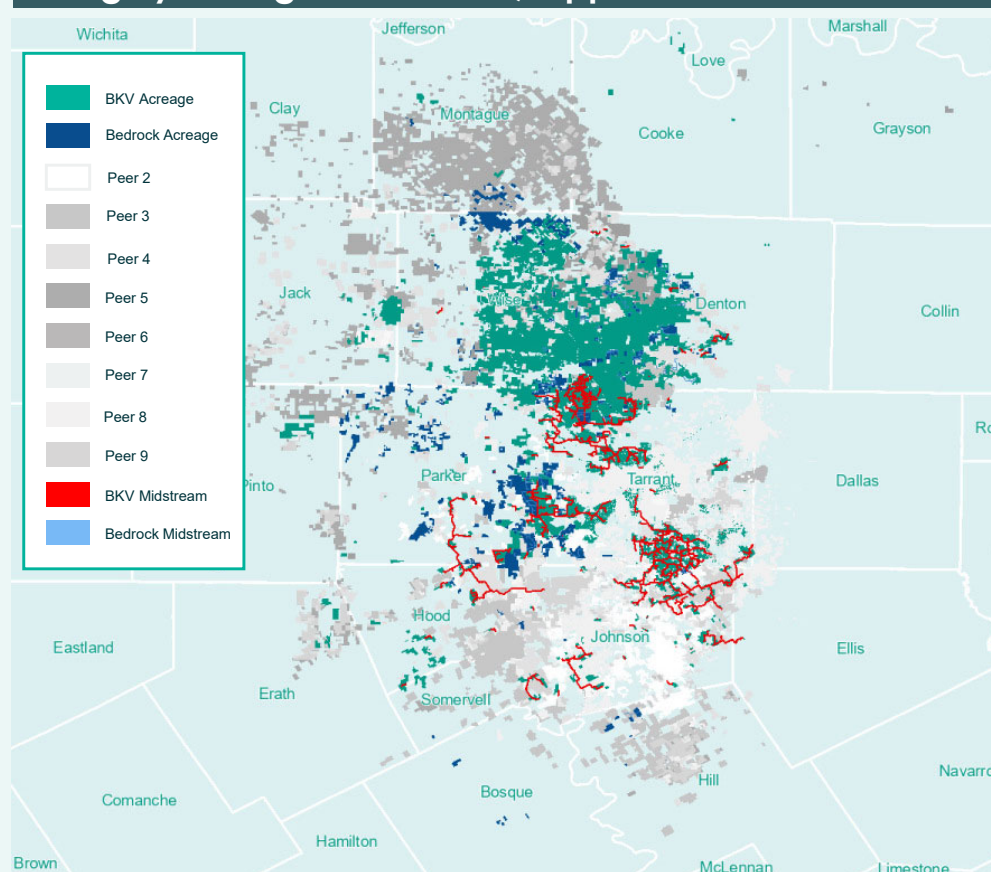 Wichita
Jefferson
Marshall
Love
Clay
Montague
Cooke
Grayson
BKV Acreage
Bedrock Acreage
Peer 2
Peer 3
Peer 4
Peer 5
Peer 6
Peer 7
Peer 8
Peer 9
BKV Midstream
Bedrock Midstream
Jack
Wise
Denton
Collin
Parker
Tarrant
Dallas
Hood
Johnson
Ellis
Eastland
Erath
Somervell
Comanche
Bosque
Hill
Navarro
Hamilton
Brown
McLennan
Limestone